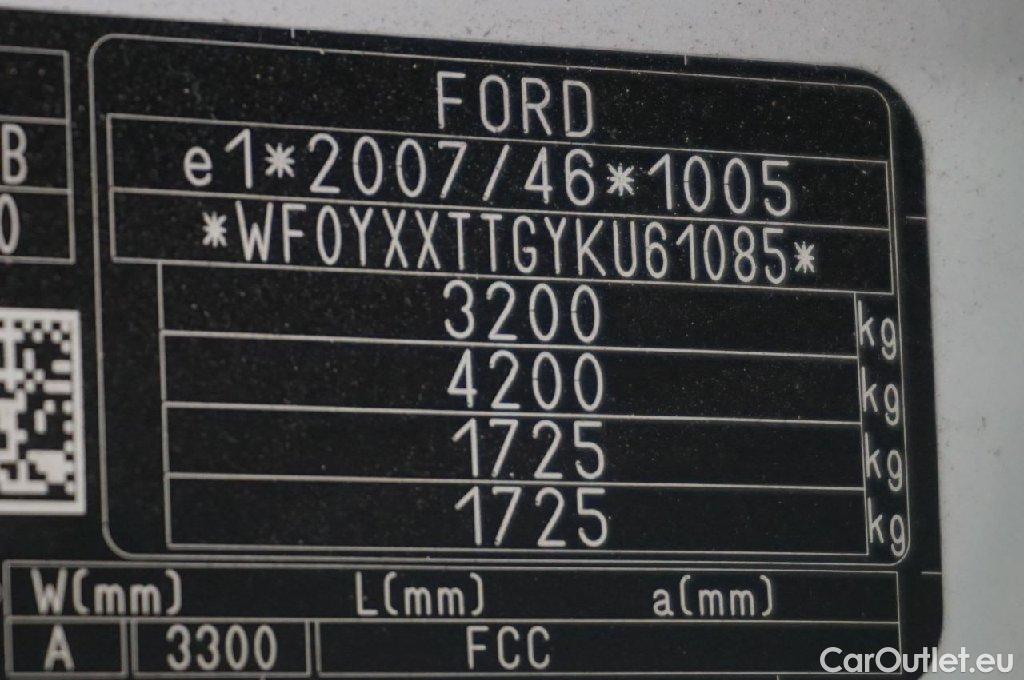 FORD
B
e1*2007/46*1005
0
*WF0YXXTTGYKU61085*
3200 kg
4200 kg
1725 kg
1725 kg
W(mm) L(mm) a(mm)
A 3300 FCC
CarOutlet.eu